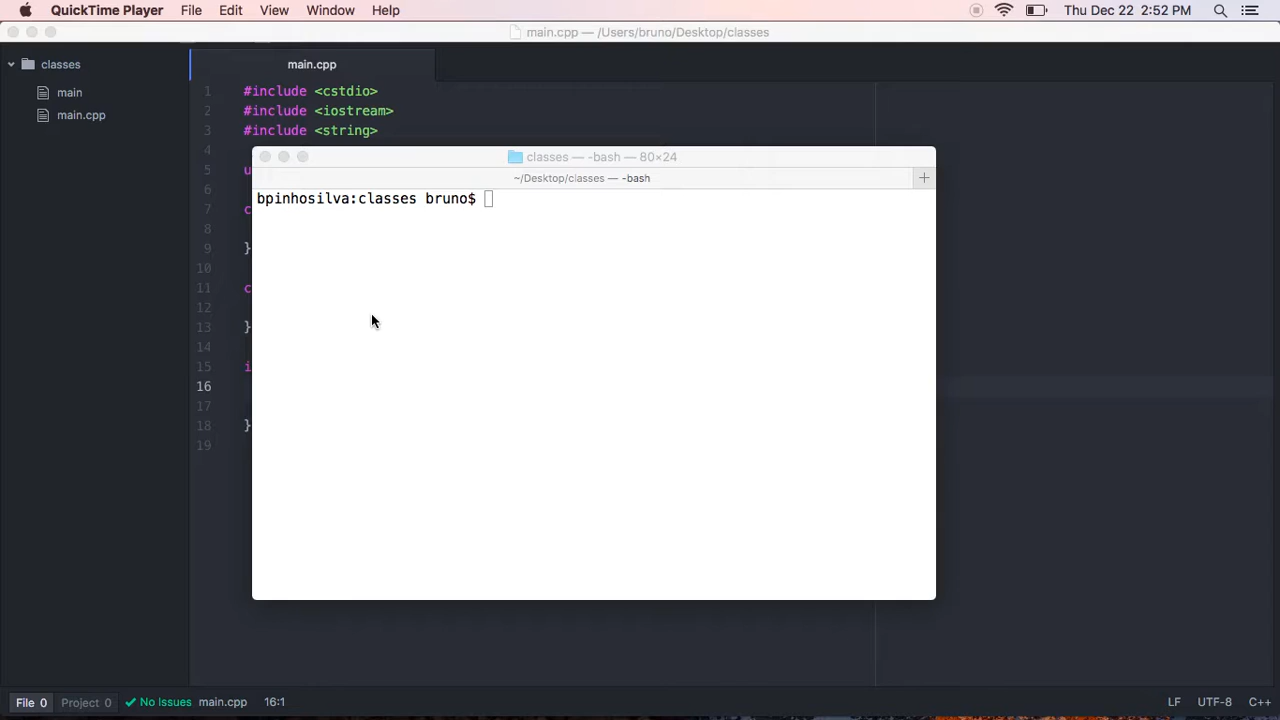 QuickTime Player File Edit View Window Help Thu Dec 22 2:52 PM
main.cpp — /Users/bruno/Desktop/classes
classes
main
main.cpp
main.cpp
1 #include <cstdio>
2 #include <iostream>
3 #include <string>
4
5 u
6
7 c
8
9 }
10
11 c
12
13 }
14
15 i
16
17
18 }
19
classes — -bash — 80×24
~/Desktop/classes — -bash
bpinhosilva:classes bruno$
File 0 Project 0 No Issues main.cpp 16:1 LF UTF-8 C++